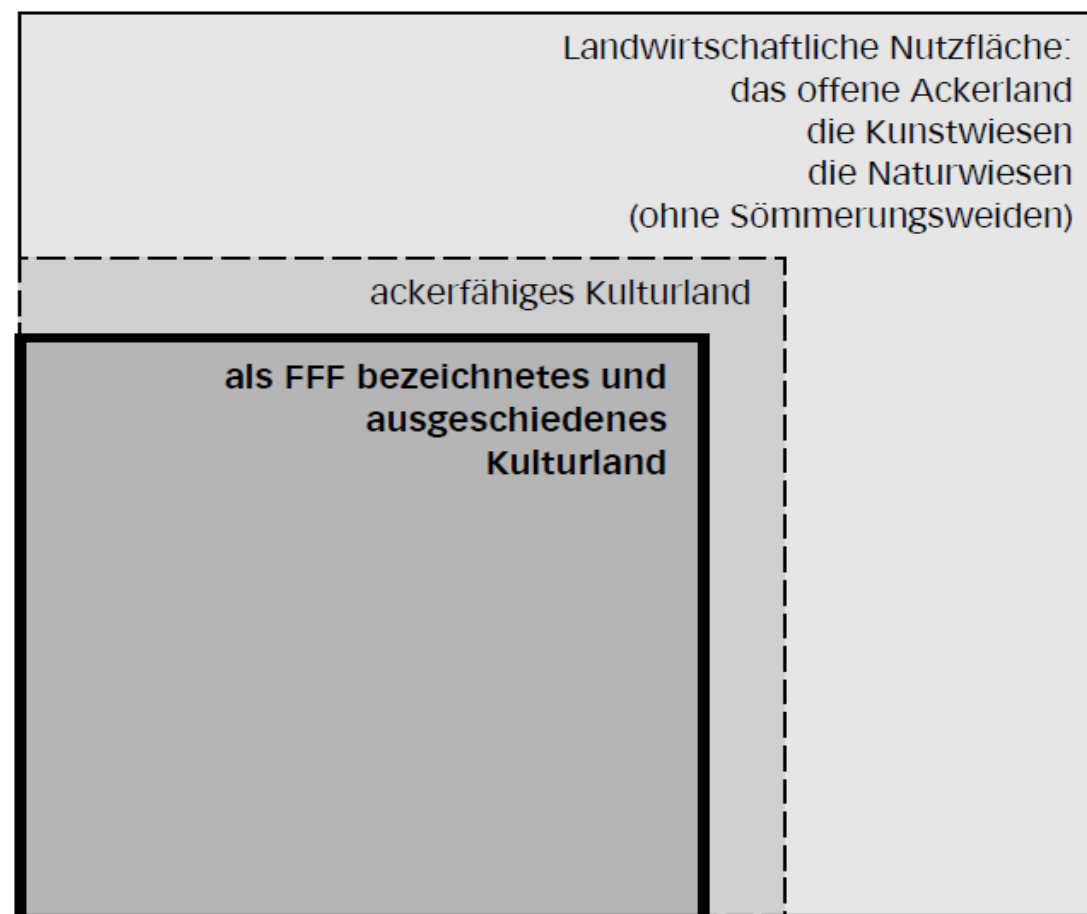 Landwirtschaftliche Nutzfläche:
das offene Ackerland
die Kunstwiesen
die Naturwiesen
(ohne Sömmerungsweiden)
ackerfähiges Kulturland
als FFF bezeichnetes und
ausgeschiedenes
Kulturland